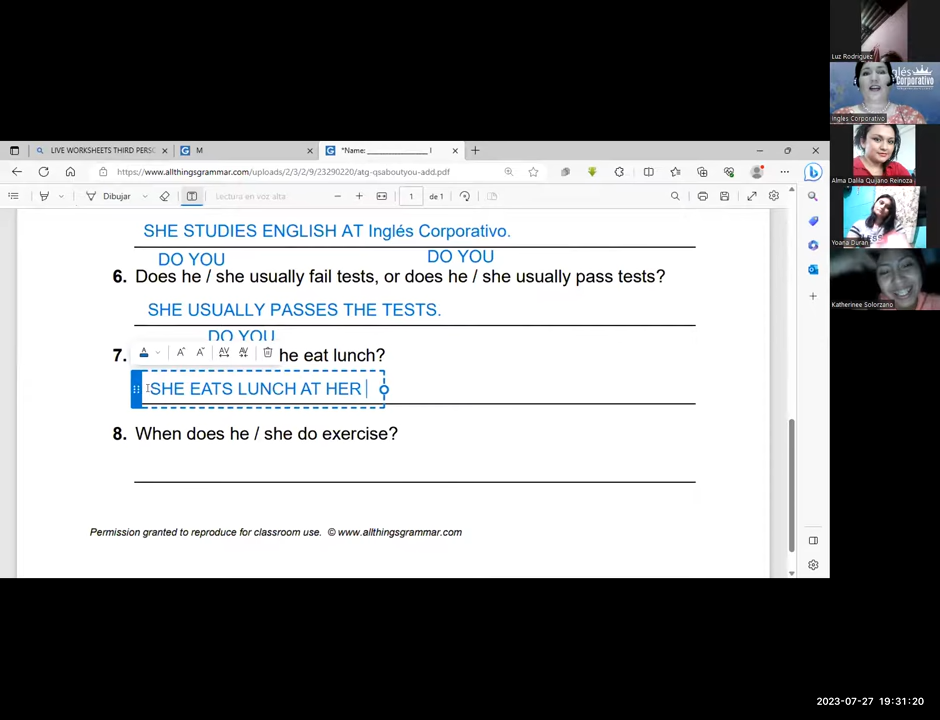 Luz Rodriguez
Inglés Corporativo
Inglés Corporativo
Alma Dalila Quijano Reinoza
Yoana Duran
Katherinee Solorzano
LIVE WORKSHEETS THIRD PERS
M
*Name: ________________ I
https://www.allthingsgrammar.com/uploads/2/3/2/9/23290220/atg-qsaboutyou-add.pdf
Dibujar
Lectura en voz alta
1 de 1
SHE STUDIES ENGLISH AT Inglés Corporativo.
DO YOU DO YOU
6. Does he / she usually fail tests, or does he / she usually pass tests?
SHE USUALLY PASSES THE TESTS.
DO YOU
7. he eat lunch?
SHE EATS LUNCH AT HER
8. When does he / she do exercise?
Permission granted to reproduce for classroom use. © www.allthingsgrammar.com
2023-07-27 19:31:20